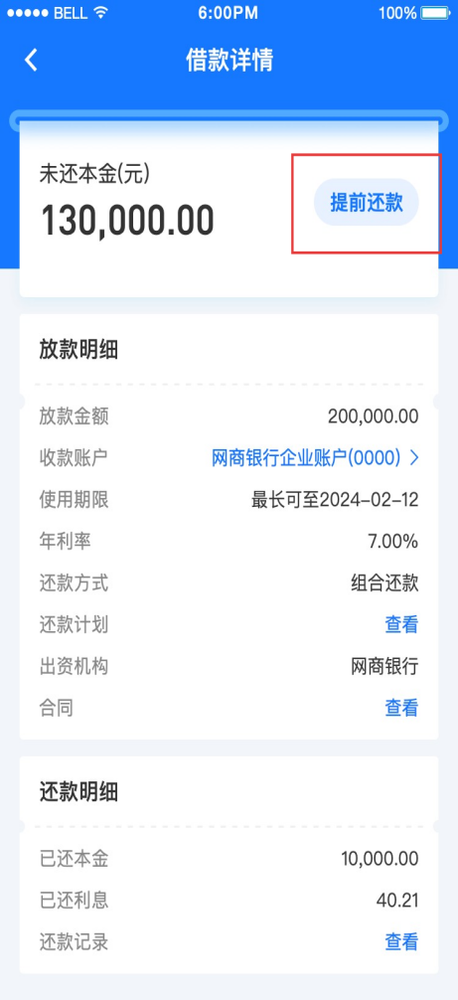 BELL 6:00PM 100%
借款详情
未还本金(元)
130,000.00
提前还款
放款明细
放款金额 200,000.00
收款账户 网商银行企业账户(0000) >
使用期限 最长可至2024-02-12
年利率 7.00%
还款方式 组合还款
还款计划 查看
出资机构 网商银行
合同 查看
还款明细
已还本金 10,000.00
已还利息 40.21
还款记录 查看